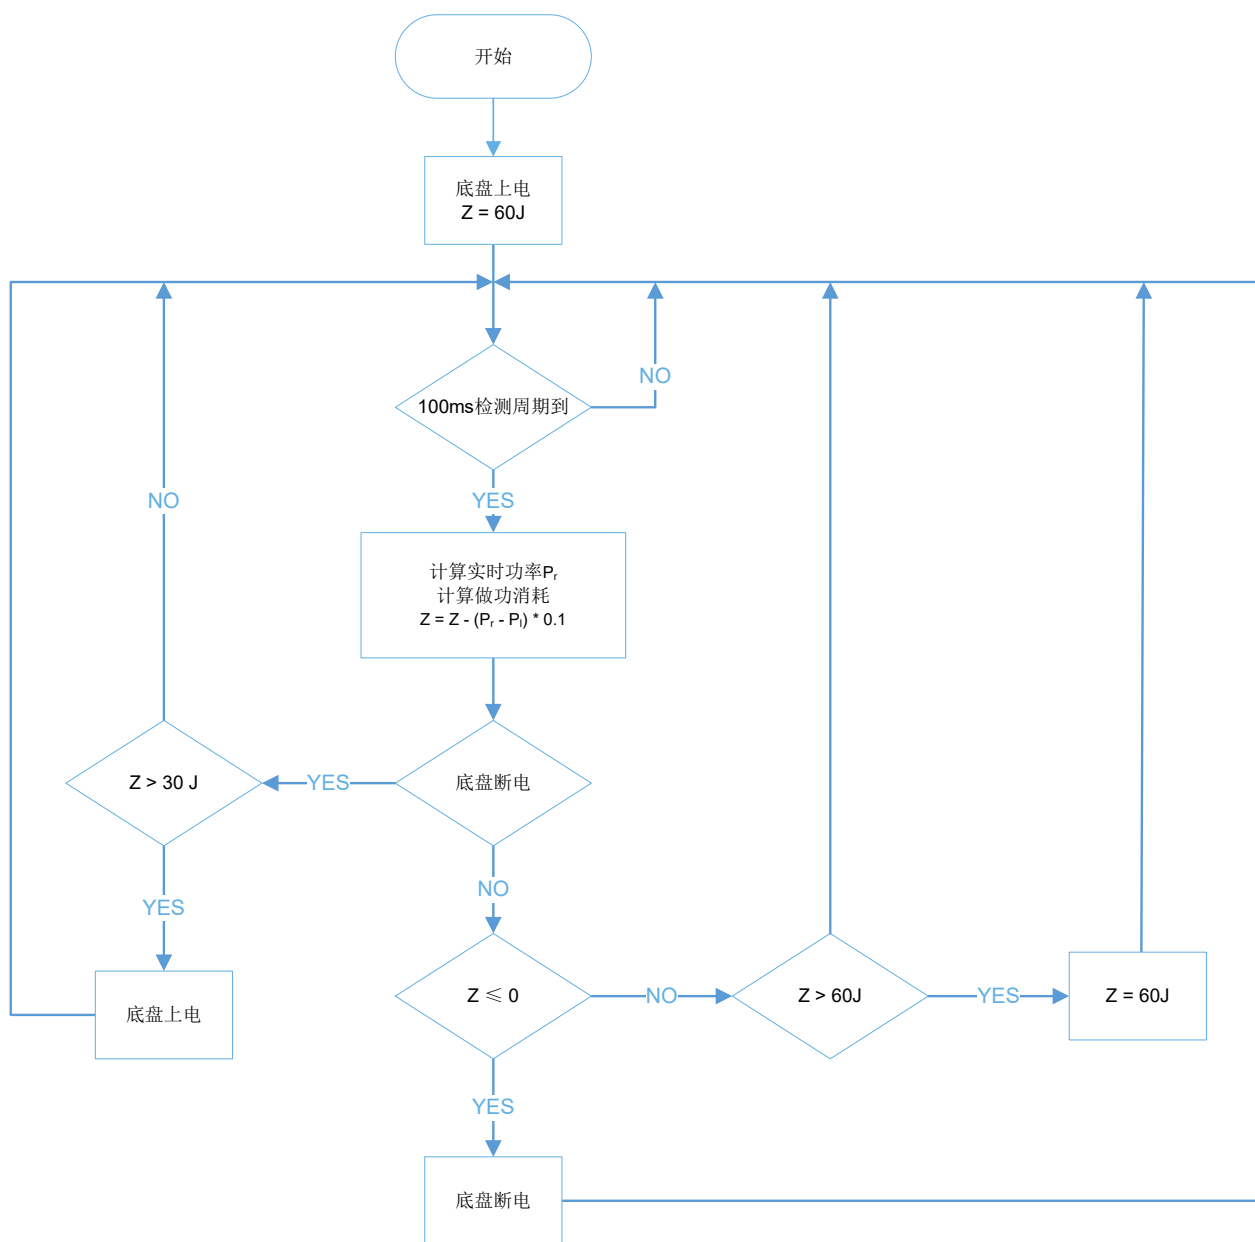 开始
底盘上电
Z = 60J
100ms检测周期到
NO
YES
NO
计算实时功率Pr
计算做功消耗
Z = Z - (Pr - Pl) * 0.1
Z > 30 J
YES
底盘断电
YES
NO
底盘上电
Z ≤ 0
NO
Z > 60J
YES
Z = 60J
YES
底盘断电